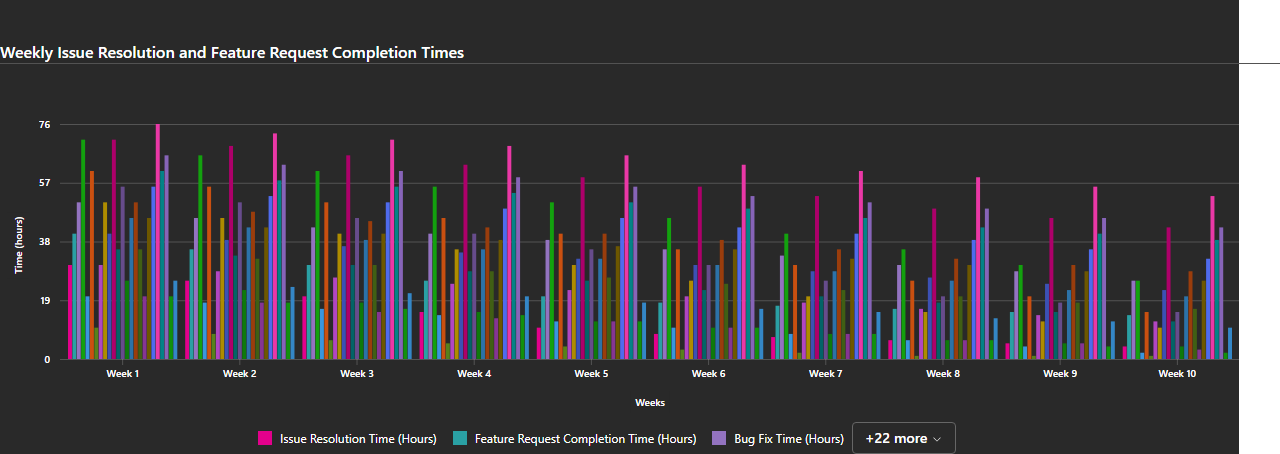 Weekly Issue Resolution and Feature Request Completion Times
76
57
38
19
0
Time (hours)
Week 1 Week 2 Week 3 Week 4 Week 5 Week 6 Week 7 Week 8 Week 9 Week 10
Weeks
Issue Resolution Time (Hours) Feature Request Completion Time (Hours) Bug Fix Time (Hours) +22 more